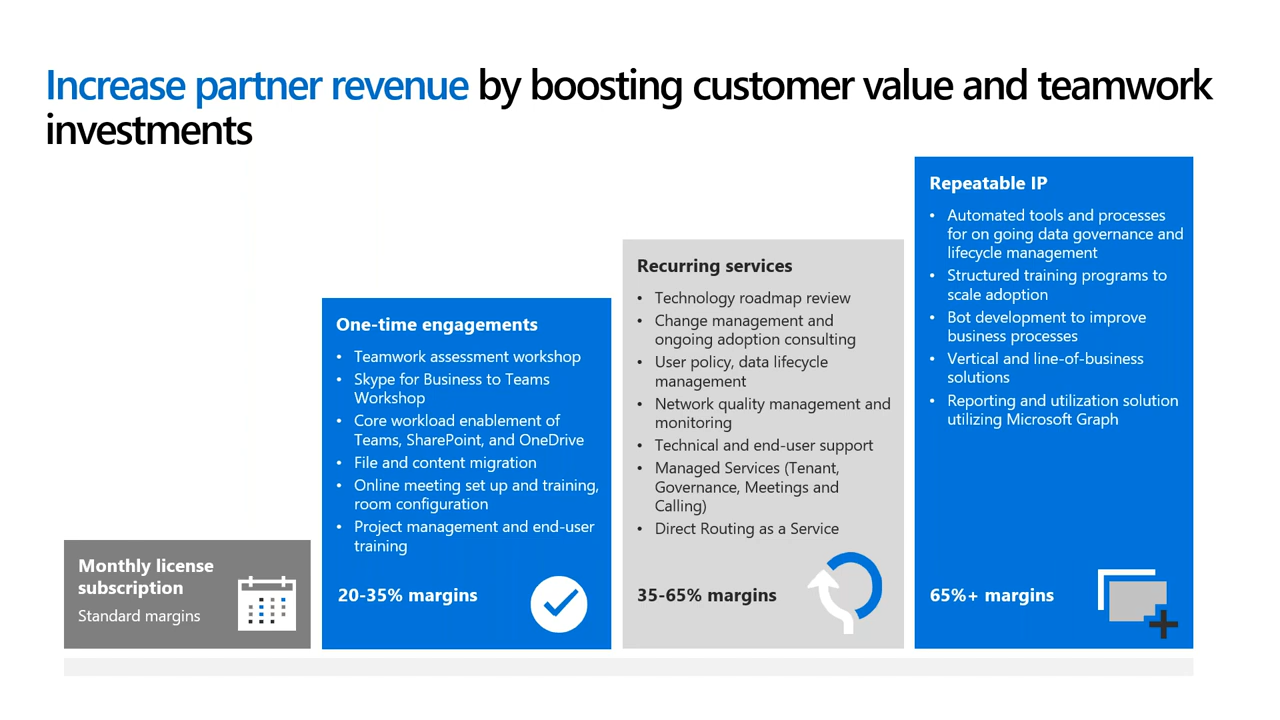 Increase partner revenue by boosting customer value and teamwork
investments
Monthly license
subscription
Standard margins
One-time engagements
• Teamwork assessment workshop
• Skype for Business to Teams
Workshop
• Core workload enablement of
Teams, SharePoint, and OneDrive
• File and content migration
• Online meeting set up and training,
room configuration
• Project management and end-user
training
20-35% margins
Recurring services
• Technology roadmap review
• Change management and
ongoing adoption consulting
• User policy, data lifecycle
management
• Network quality management and
monitoring
• Technical and end-user support
• Managed Services (Tenant,
Governance, Meetings and
Calling)
• Direct Routing as a Service
35-65% margins
Repeatable IP
• Automated tools and processes
for on going data governance and
lifecycle management
• Structured training programs to
scale adoption
• Bot development to improve
business processes
• Vertical and line-of-business
solutions
• Reporting and utilization solution
utilizing Microsoft Graph
65%+ margins